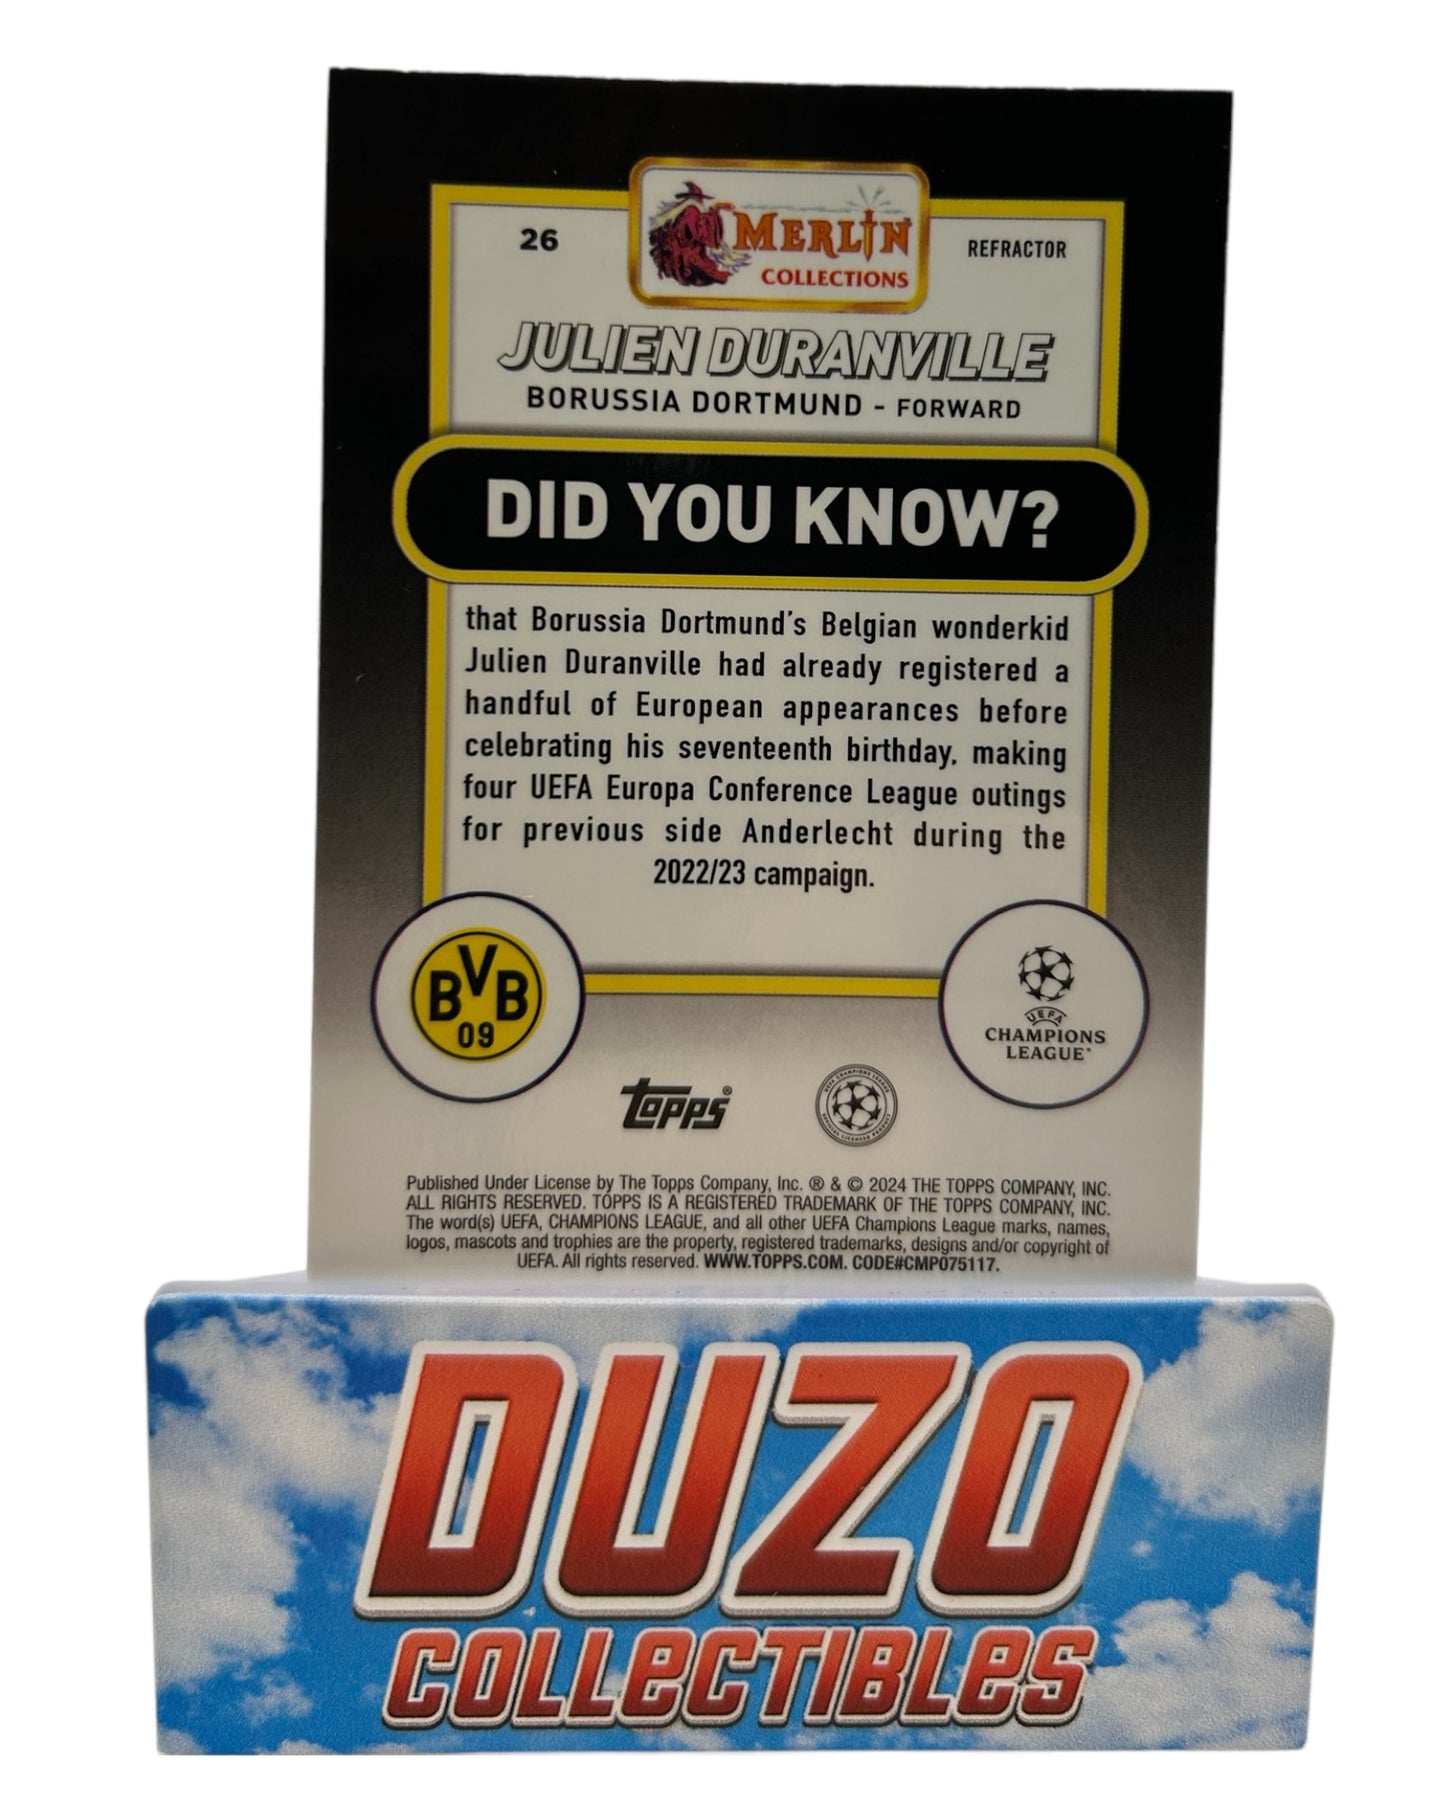 26
MERLIN
COLLECTIONS
REFRACTOR
JULIEN DURANVILLE
BORUSSIA DORTMUND - FORWARD
DID YOU KNOW?
that Borussia Dortmund's Belgian wonderkid
Julien Duranville had already registered a
handful of European appearances before
celebrating his seventeenth birthday, making
four UEFA Europa Conference League outings
for previous side Anderlecht during the
2022/23 campaign.
BVB
09
UEFA
CHAMPIONS
LEAGUE
topps®
UEFA CHAMPIONS LEAGUE
OFFICIAL LICENSED PRODUCT
Published Under License by The Topps Company, Inc. ® & © 2024 THE TOPPS COMPANY, INC.
ALL RIGHTS RESERVED. TOPPS IS A REGISTERED TRADEMARK OF THE TOPPS COMPANY, INC.
The word(s) UEFA, CHAMPIONS LEAGUE, and all other UEFA Champions League marks, names,
logos, mascots and trophies are the property, registered trademarks, designs and/or copyright of
UEFA. All rights reserved. WWW.TOPPS.COM. CODE#CMP075117.
DUZO
COLLECTIBLES